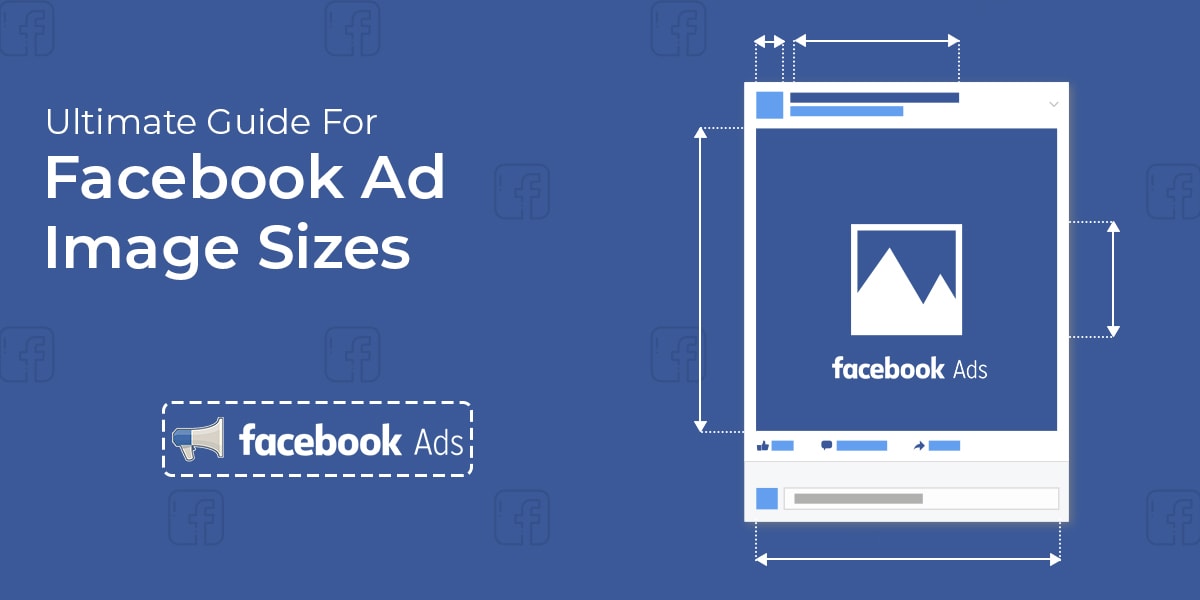 Ultimate Guide For
Facebook Ad
Image Sizes
facebook Ads
facebook Ads